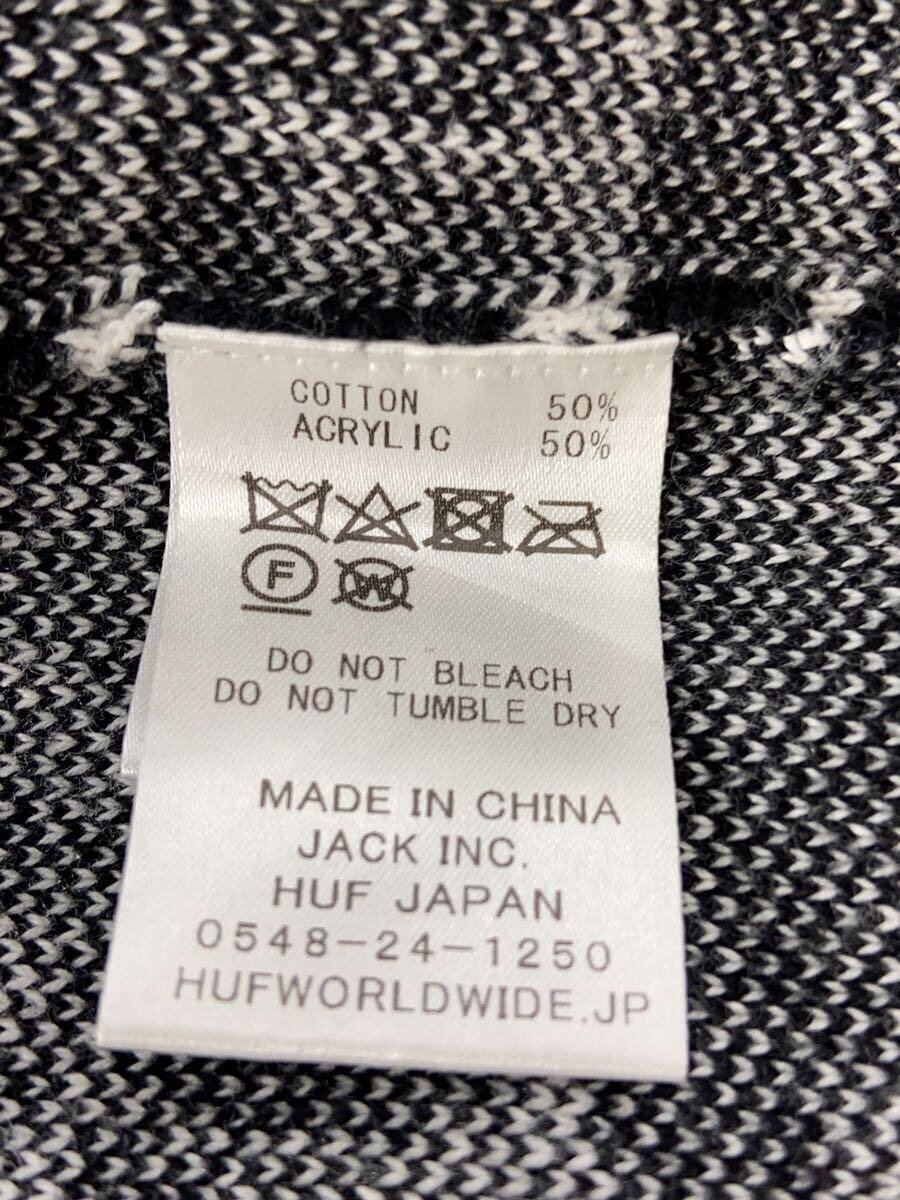 COTTON 50%
ACRYLIC 50%
F W
DO NOT BLEACH
DO NOT TUMBLE DRY
MADE IN CHINA
JACK INC.
HUF JAPAN
0548-24-1250
HUFWORLDWIDE.JP